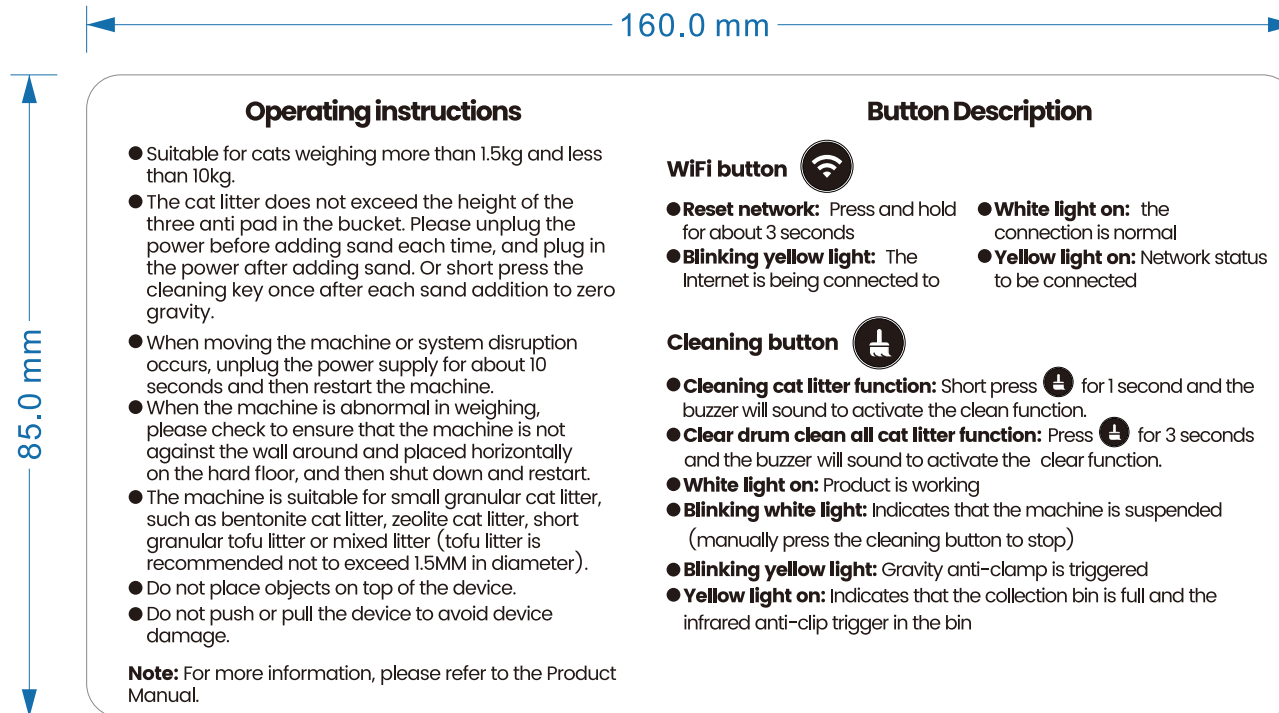 160.0 mm
85.0 mm
Operating instructions
● Suitable for cats weighing more than 1.5kg and less
than 10kg.
● The cat litter does not exceed the height of the
three anti pad in the bucket. Please unplug the
power before adding sand each time, and plug in
the power after adding sand. Or short press the
cleaning key once after each sand addition to zero
gravity.
● When moving the machine or system disruption
occurs, unplug the power supply for about 10
seconds and then restart the machine.
● When the machine is abnormal in weighing,
please check to ensure that the machine is not
against the wall around and placed horizontally
on the hard floor, and then shut down and restart.
● The machine is suitable for small granular cat litter,
such as bentonite cat litter, zeolite cat litter, short
granular tofu litter or mixed litter (tofu litter is
recommended not to exceed 1.5MM in diameter).
● Do not place objects on top of the device.
● Do not push or pull the device to avoid device
damage.
Note: For more information, please refer to the Product
Manual.
Button Description
WiFi button
● Reset network: Press and hold
for about 3 seconds
● Blinking yellow light: The
Internet is being connected to
● White light on: the
connection is normal
● Yellow light on: Network status
to be connected
Cleaning button
● Cleaning cat litter function: Short press for 1 second and the
buzzer will sound to activate the clean function.
● Clear drum clean all cat litter function: Press for 3 seconds
and the buzzer will sound to activate the clear function.
● White light on: Product is working
● Blinking white light: Indicates that the machine is suspended
(manually press the cleaning button to stop)
● Blinking yellow light: Gravity anti-clamp is triggered
● Yellow light on: Indicates that the collection bin is full and the
infrared anti-clip trigger in the bin